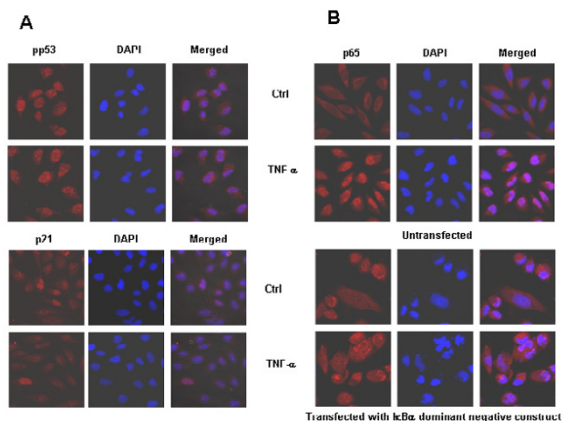 A
B
pp53 DAPI Merged
p65 DAPI Merged
Ctrl
TNF α
Untransfected
p21 DAPI Merged
Ctrl
TNF-α
Transfected with IκBα dominant negative construct